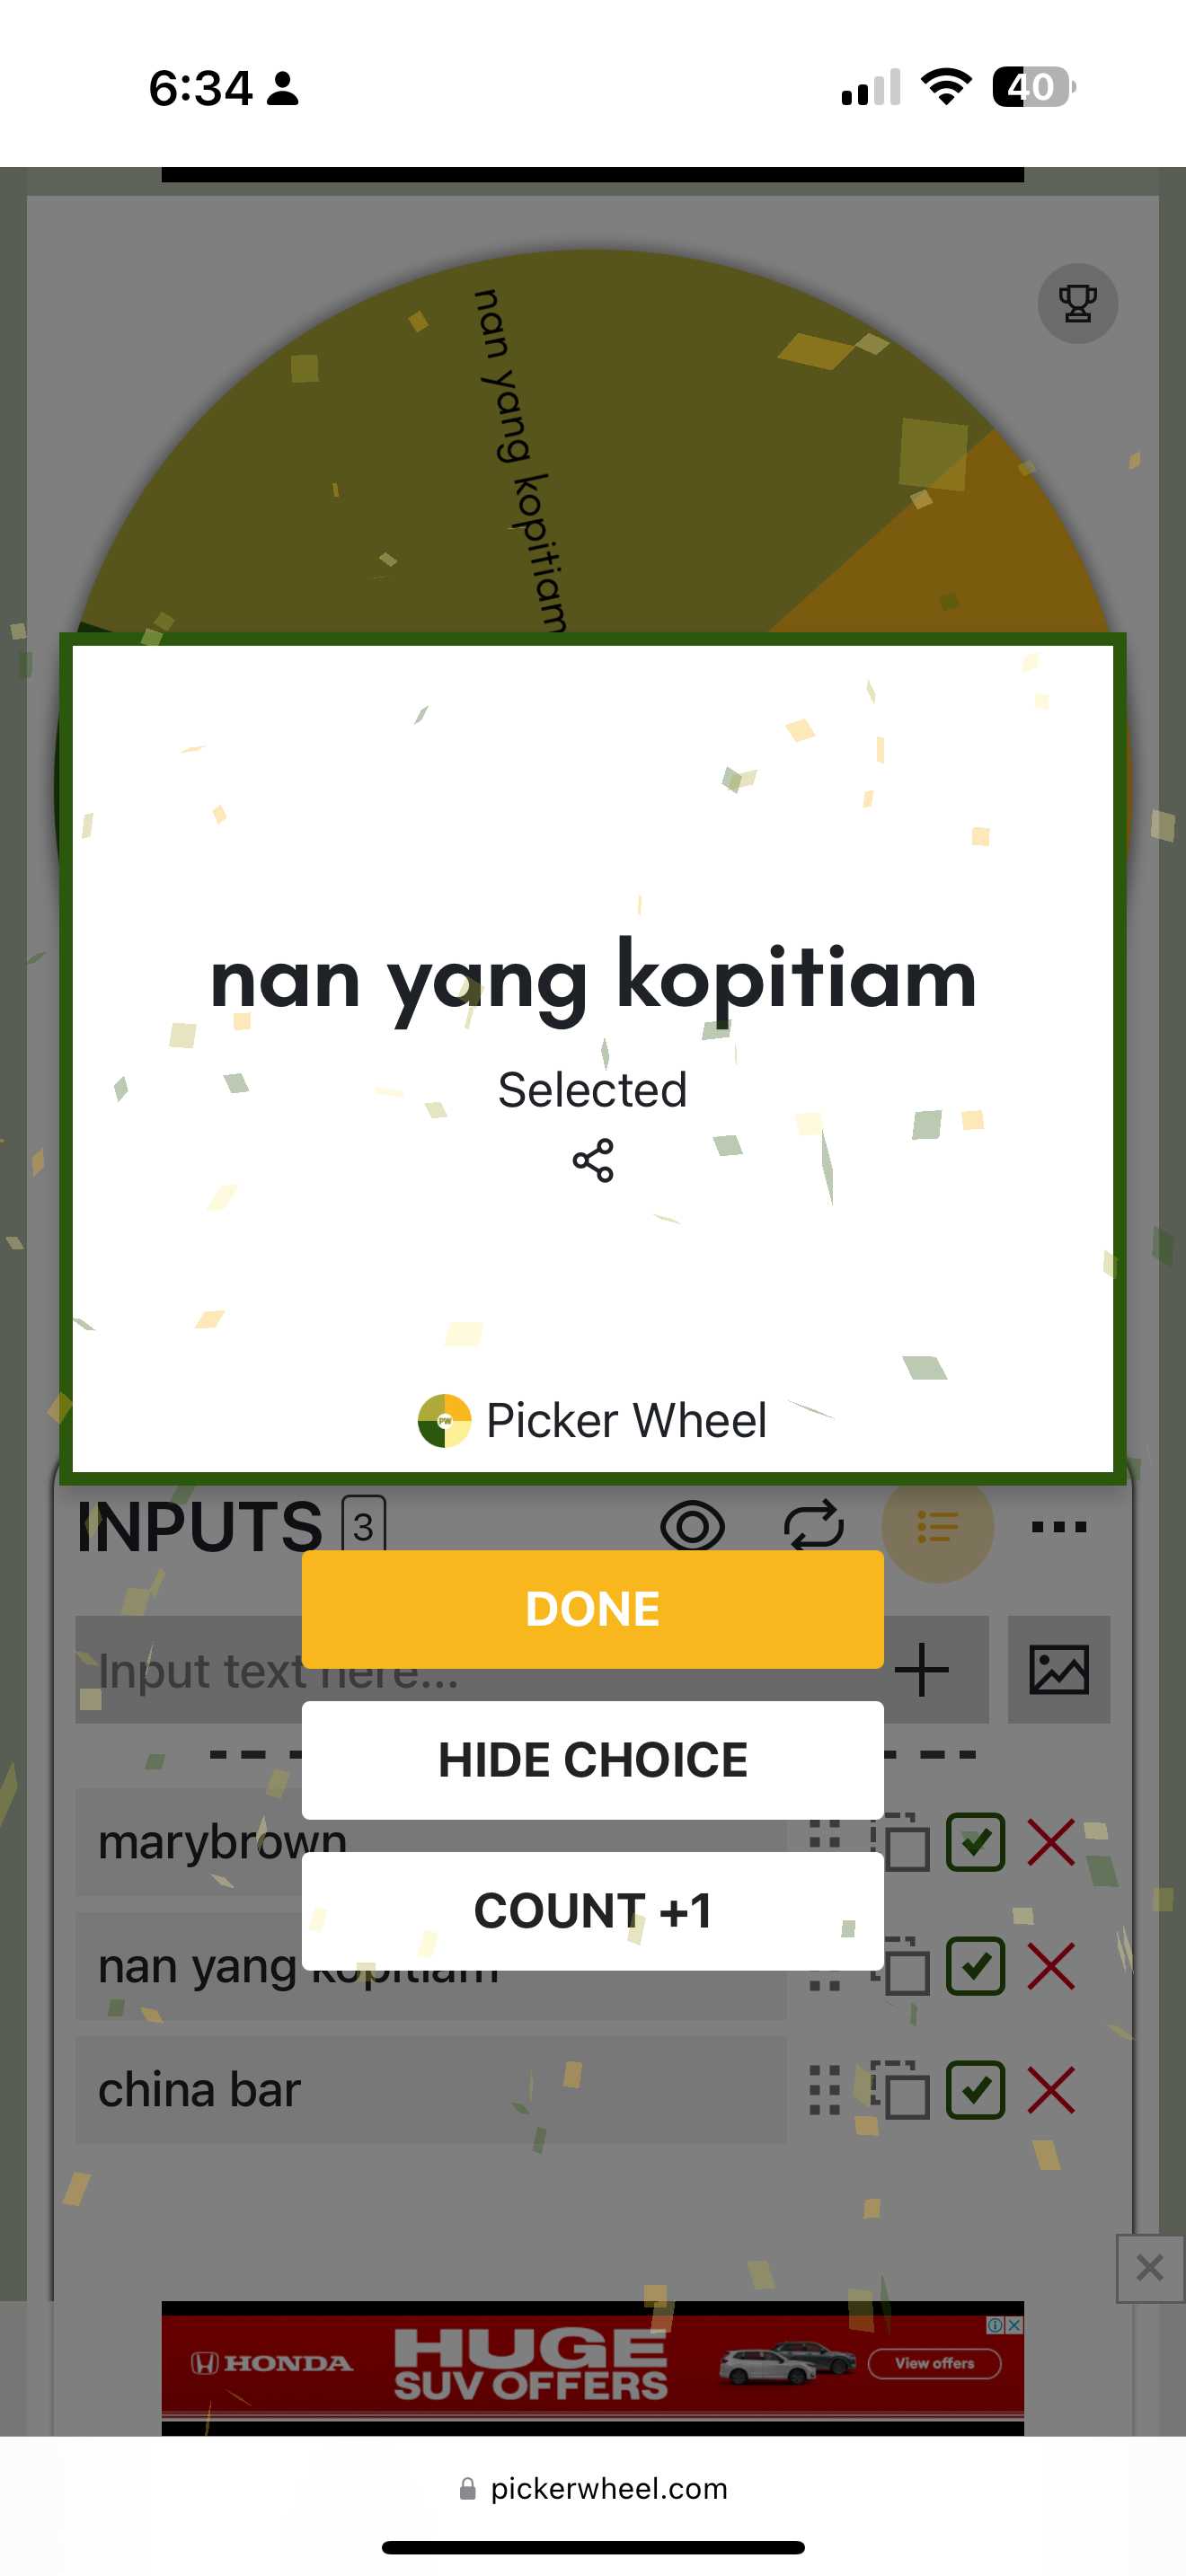 6:34
40
nan yang kopitiam
nan yang kopitiam
Selected
PW Picker Wheel
INPUTS 3
DONE
Input text here...
HIDE CHOICE
marybrown
COUNT +1
nan yang kopitiam
china bar
HONDA
HUGE
SUV OFFERS
View offers
pickerwheel.com